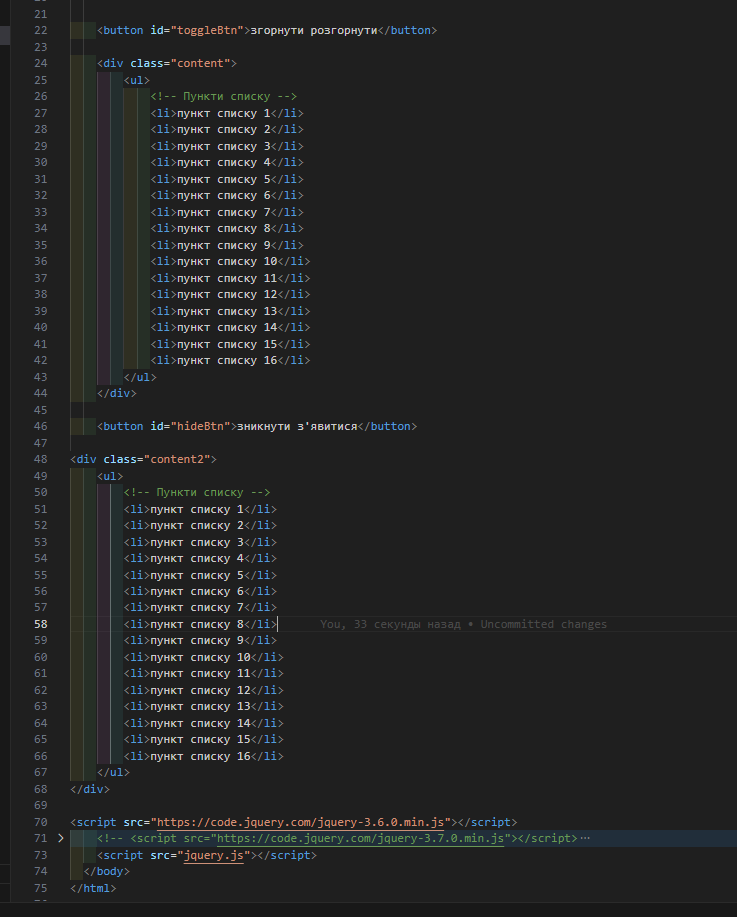 21
22 <button id="toggleBtn">згорнути розгорнути</button>
23
24 <div class="content">
25 <ul>
26 <!-- Пункти списку -->
27 <li>пункт списку 1</li>
28 <li>пункт списку 2</li>
29 <li>пункт списку 3</li>
30 <li>пункт списку 4</li>
31 <li>пункт списку 5</li>
32 <li>пункт списку 6</li>
33 <li>пункт списку 7</li>
34 <li>пункт списку 8</li>
35 <li>пункт списку 9</li>
36 <li>пункт списку 10</li>
37 <li>пункт списку 11</li>
38 <li>пункт списку 12</li>
39 <li>пункт списку 13</li>
40 <li>пункт списку 14</li>
41 <li>пункт списку 15</li>
42 <li>пункт списку 16</li>
43 </ul>
44 </div>
45
46 <button id="hideBtn">зникнути з'явитися</button>
47
48 <div class="content2">
49 <ul>
50 <!-- Пункти списку -->
51 <li>пункт списку 1</li>
52 <li>пункт списку 2</li>
53 <li>пункт списку 3</li>
54 <li>пункт списку 4</li>
55 <li>пункт списку 5</li>
56 <li>пункт списку 6</li>
57 <li>пункт списку 7</li>
58 <li>пункт списку 8</li> You, 33 секунды назад • Uncommitted changes
59 <li>пункт списку 9</li>
60 <li>пункт списку 10</li>
61 <li>пункт списку 11</li>
62 <li>пункт списку 12</li>
63 <li>пункт списку 13</li>
64 <li>пункт списку 14</li>
65 <li>пункт списку 15</li>
66 <li>пункт списку 16</li>
67 </ul>
68 </div>
69
70 <script src="https://code.jquery.com/jquery-3.6.0.min.js"></script>
71 <!-- <script src="https://code.jquery.com/jquery-3.7.0.min.js"></script>…
73 <script src="jquery.js"></script>
74 </body>
75 </html>